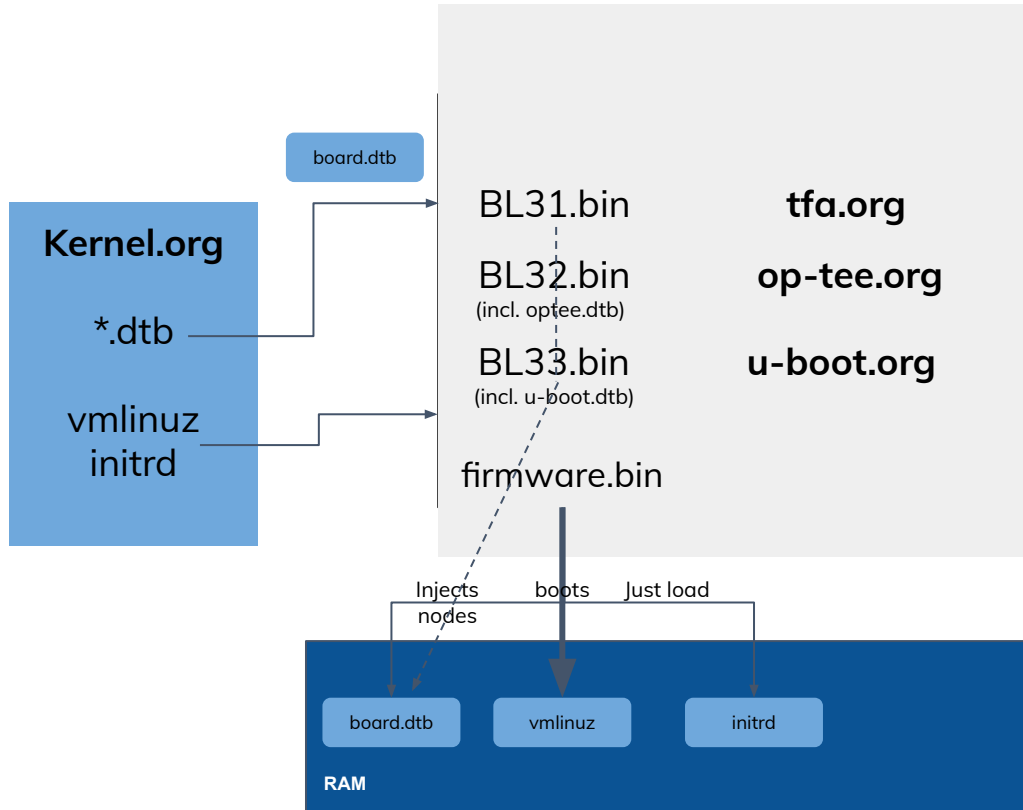 board.dtb
Kernel.org
*.dtb
vmlinuz
initrd
BL31.bin
tfa.org
BL32.bin
(incl. optee.dtb)
op-tee.org
BL33.bin
(incl. u-boot.dtb)
u-boot.org
firmware.bin
Injects
nodes
boots
Just load
board.dtb
vmlinuz
initrd
RAM